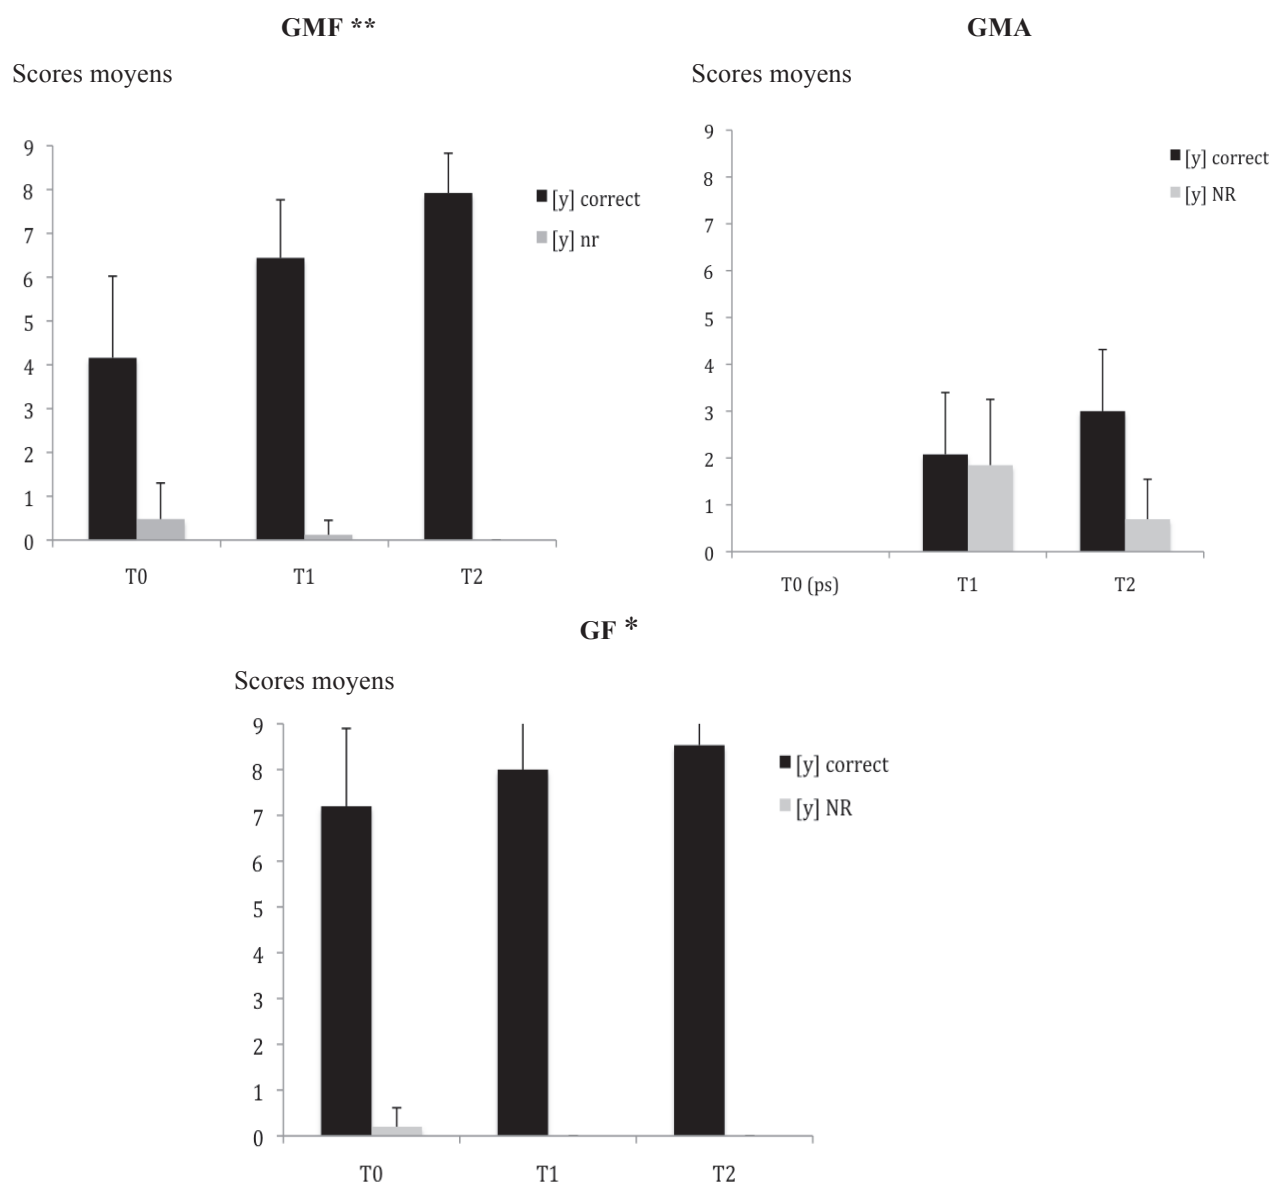 GMF **
Scores moyens
9
8
7
6
5
4
3
2
1
0
T0 T1 T2
[y] correct
[y] nr
GMA
Scores moyens
9
8
7
6
5
4
3
2
1
0
T0 (ps) T1 T2
[y] correct
[y] NR
GF *
Scores moyens
9
8
7
6
5
4
3
2
1
0
T0 T1 T2
[y] correct
[y] NR